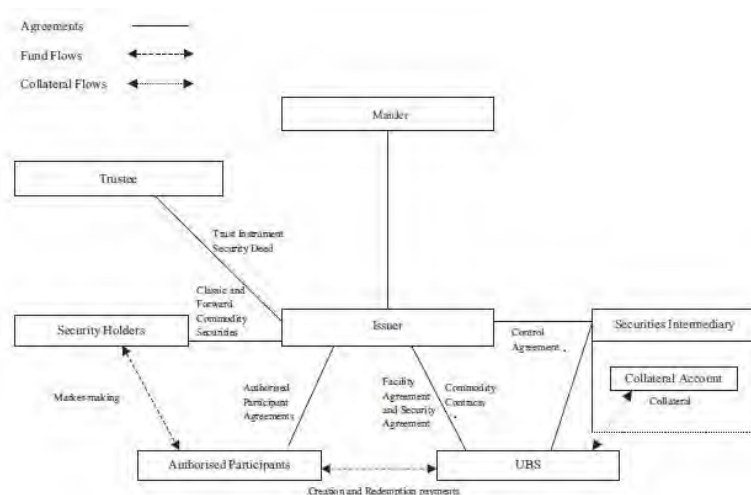 Agreements
Fund Flows
Collateral Flows
Trustee
Trust Instrument
Security Deed
Classic and
Forward
Commodity
Securities
Security Holders
Issuer
Control
Agreement
Securities Intermediary
Collateral Account
Collateral
Market-making
Authorised
Participant
Agreements
Facility
Agreement
and Security
Agreement
Commodity
Contracts
Authorised Participants
UBS
Creation and Redemption payments